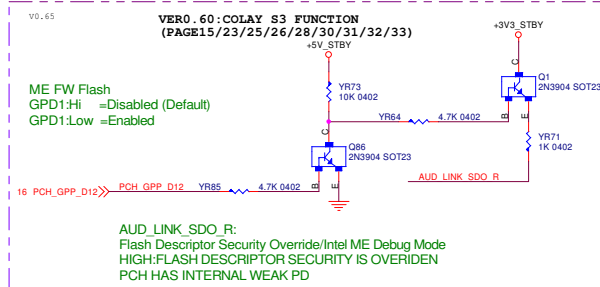 V0.65
VER0.60:COLAY S3 FUNCTION
(PAGE15/23/25/26/28/30/31/32/33)
+3V3_STBY
+5V_STBY
C
Q1
2N3904 SOT23
ME FW Flash
GPD1:Hi =Disabled (Default)
GPD1:Low =Enabled
YR73
10K 0402
YR64
4.7K 0402
B
E
YR71
1K 0402
C
Q86
2N3904 SOT23
AUD_LINK_SDO_R
16 PCH_GPP_D12
PCH_GPP_D12
YR85
4.7K 0402
B
E
AUD_LINK_SDO_R:
Flash Descriptor Security Override/Intel ME Debug Mode
HIGH:FLASH DESCRIPTOR SECURITY IS OVERIDEN
PCH HAS INTERNAL WEAK PD